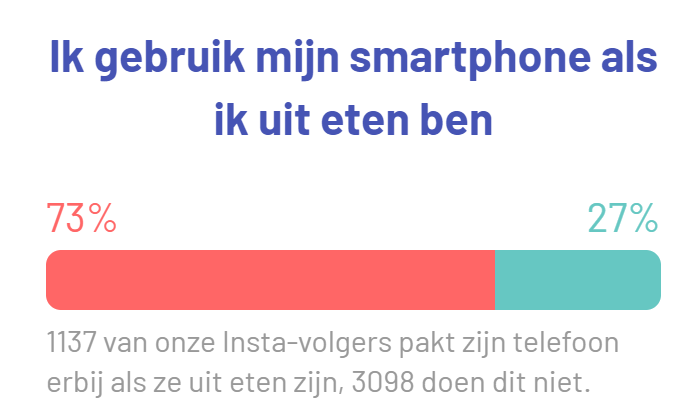 Ik gebruik mijn smartphone als
ik uit eten ben
73% 27%
1137 van onze Insta-volgers pakt zijn telefoon
erbij als ze uit eten zijn, 3098 doen dit niet.